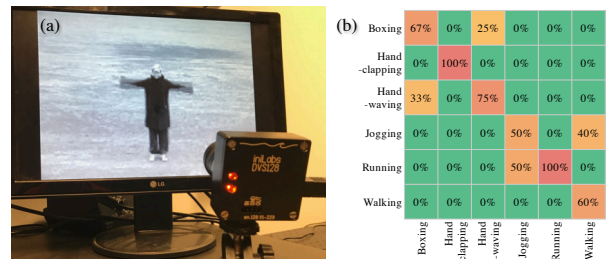 (a)
LG
iniLabs
DVS128
(b)
Boxing 67% 0% 25% 0% 0% 0%
Hand
-clapping 0% 100% 0% 0% 0% 0%
Hand
-waving 33% 0% 75% 0% 0% 0%
Jogging 0% 0% 0% 50% 0% 40%
Running 0% 0% 0% 50% 100% 0%
Walking 0% 0% 0% 0% 0% 60%
Boxing
Hand
-clapping
Hand
-waving
Jogging
Running
Walking